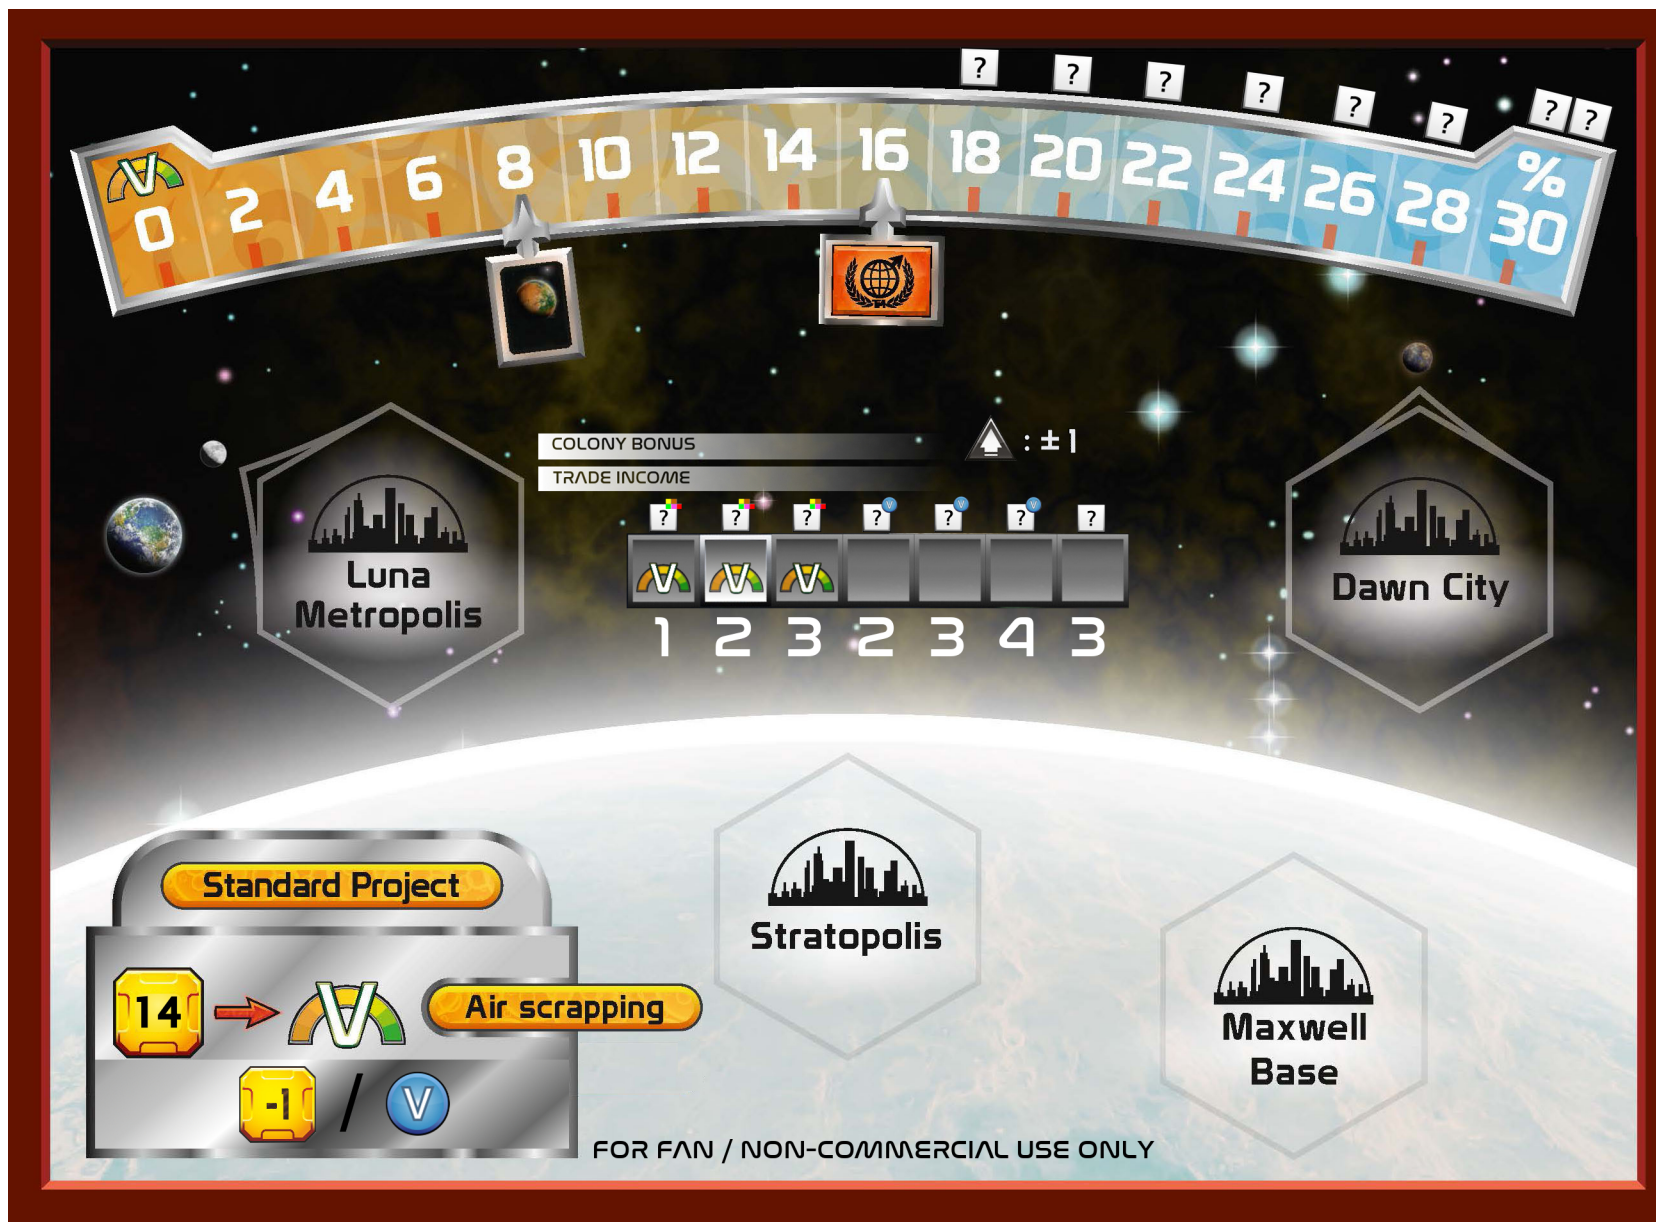 ? ? ? ? ? ? ? ?
V 0 2 4 6 8 10 12 14 16 18 20 22 24 26 28 % 30
COLONY BONUS
: ±1
TRADE INCOME
? ? ? ? V ? V ? V ?
V V V
1 2 3 2 3 4 3
Luna
Metropolis
Dawn City
Stratopolis
Maxwell
Base
Standard Project
14 V Air scrapping
-1 / V
FOR FAN / NON-COMMERCIAL USE ONLY